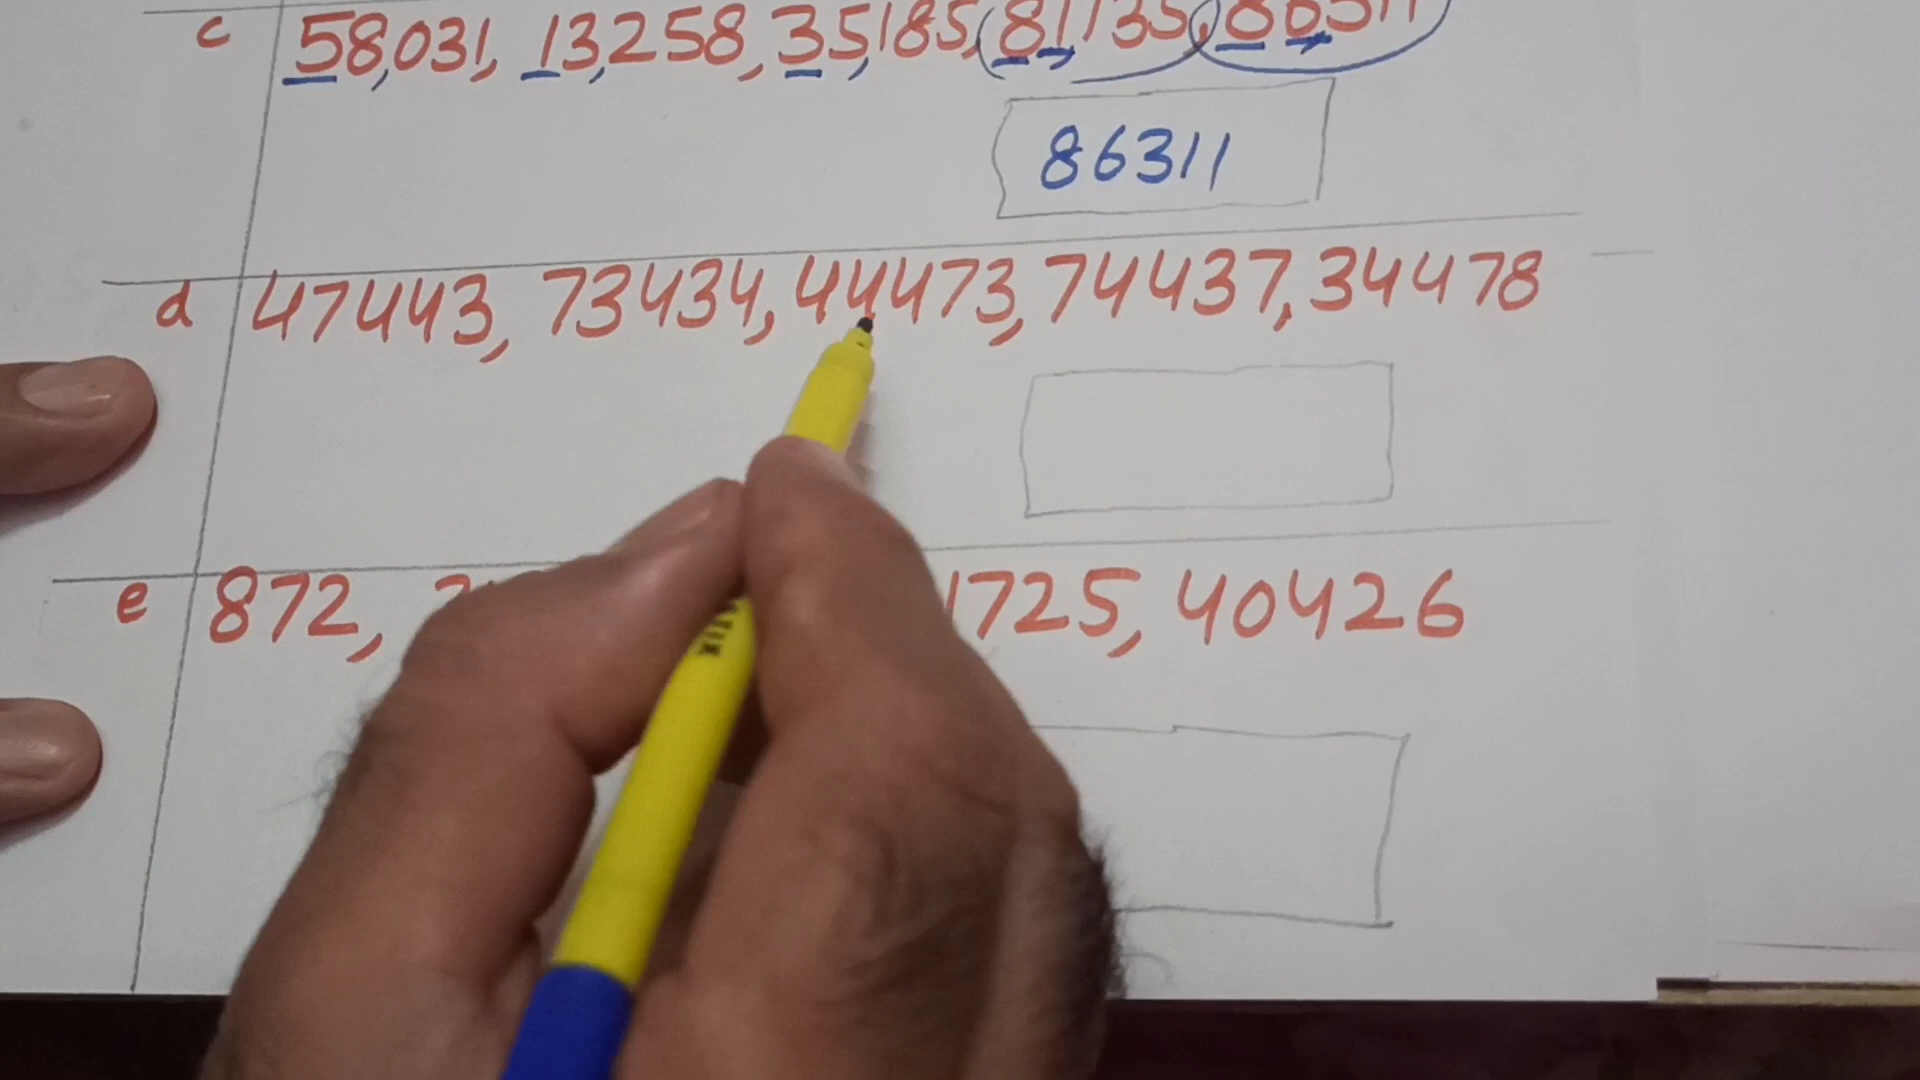 c 58,031, 13,258, 35,185, 81,135, 86311
86311
d 47443, 73434, 44473, 74437, 34478
e 872, 1725, 40426